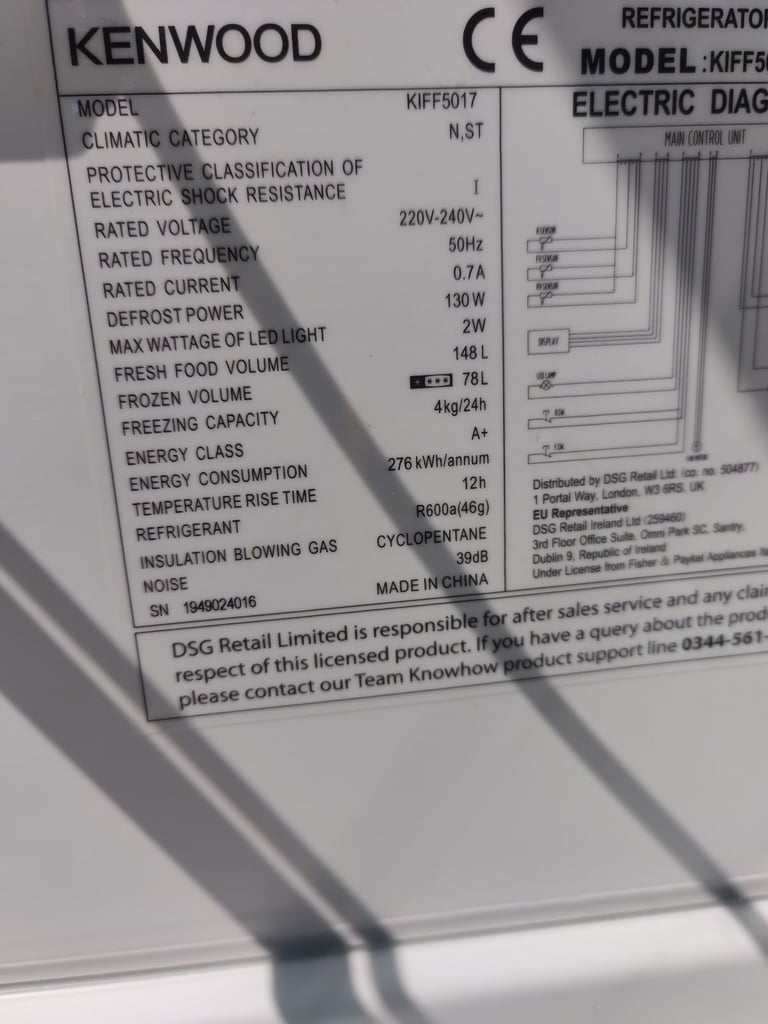 KENWOOD
CE
REFRIGERATOR
MODEL :KIFF50
ELECTRIC DIAG
MODEL KIFF5017
CLIMATIC CATEGORY N,ST
PROTECTIVE CLASSIFICATION OF
ELECTRIC SHOCK RESISTANCE I
RATED VOLTAGE 220V-240V~
RATED FREQUENCY 50Hz
RATED CURRENT 0.7A
DEFROST POWER 130W
MAX WATTAGE OF LED LIGHT 2W
FRESH FOOD VOLUME 148L
FROZEN VOLUME 78L
FREEZING CAPACITY 4kg/24h
ENERGY CLASS A+
ENERGY CONSUMPTION 276 kWh/annum
TEMPERATURE RISE TIME 12h
REFRIGERANT R600a(46g)
INSULATION BLOWING GAS CYCLOPENTANE
NOISE 39dB
SN 1949024016 MADE IN CHINA
MAIN CONTROL UNIT
DISPLAY
LED LAMP
Distributed by DSG Retail Ltd. (co. no. 504877)
1 Portal Way, London, W3 6RS, UK
EU Representative
DSG Retail Ireland Ltd (259460)
3rd Floor Office Suite, Omni Park SC, Santry,
Dublin 9, Republic of Ireland
Under License from Fisher & Paykel Appliances Ita
DSG Retail Limited is responsible for after sales service and any clai
respect of this licensed product. If you have a query about the prod
please contact our Team Knowhow product support line 0344-561-